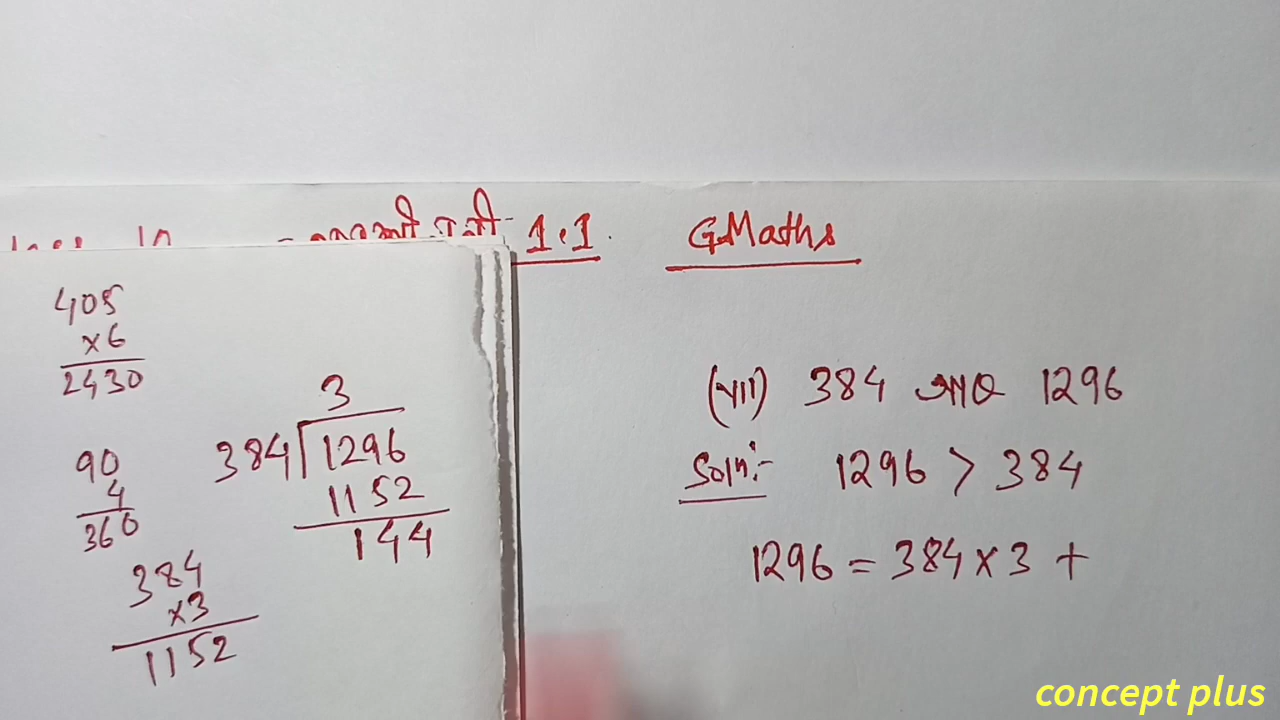 1.1. GMaths
405
×6
2430
90
4
360
384
×3
1152
3
384 1296
1152
144
(VII) 384 আৰু 1296
Soln:- 1296 > 384
1296 = 384 × 3 +
concept plus